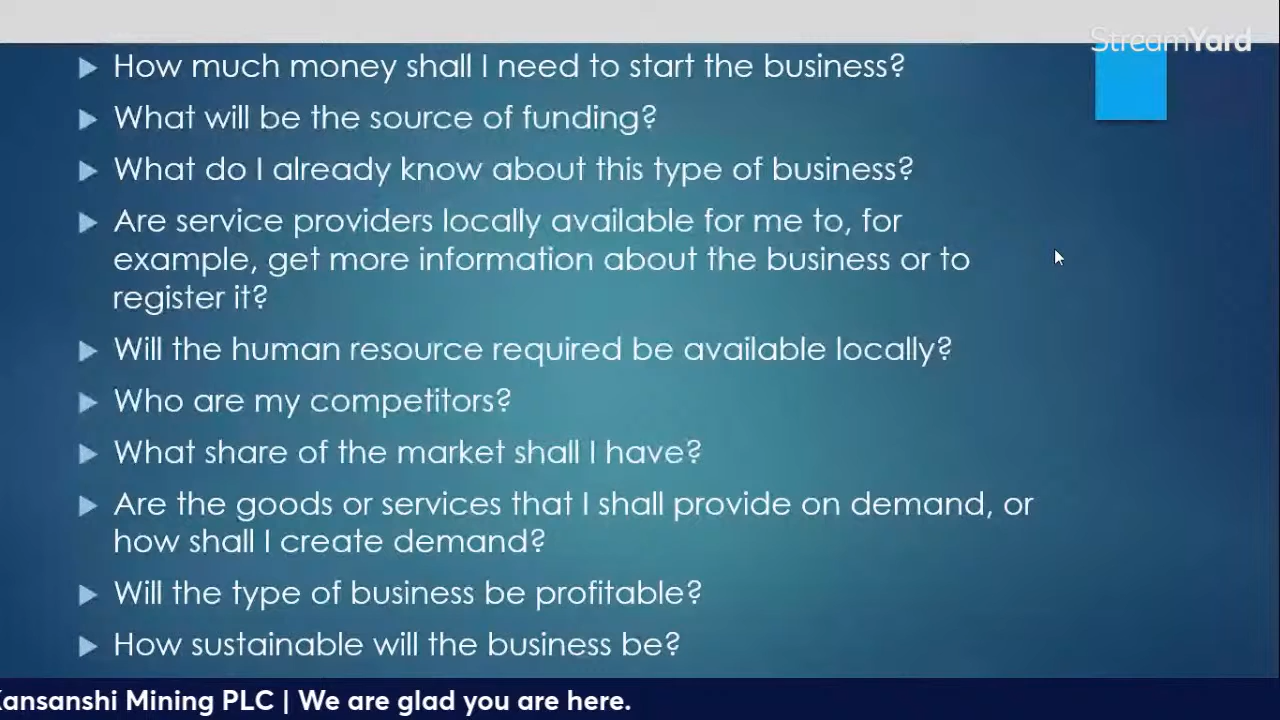 StreamYard
How much money shall I need to start the business?
What will be the source of funding?
What do I already know about this type of business?
Are service providers locally available for me to, for
example, get more information about the business or to
register it?
Will the human resource required be available locally?
Who are my competitors?
What share of the market shall I have?
Are the goods or services that I shall provide on demand, or
how shall I create demand?
Will the type of business be profitable?
How sustainable will the business be?
Kansanshi Mining PLC | We are glad you are here.